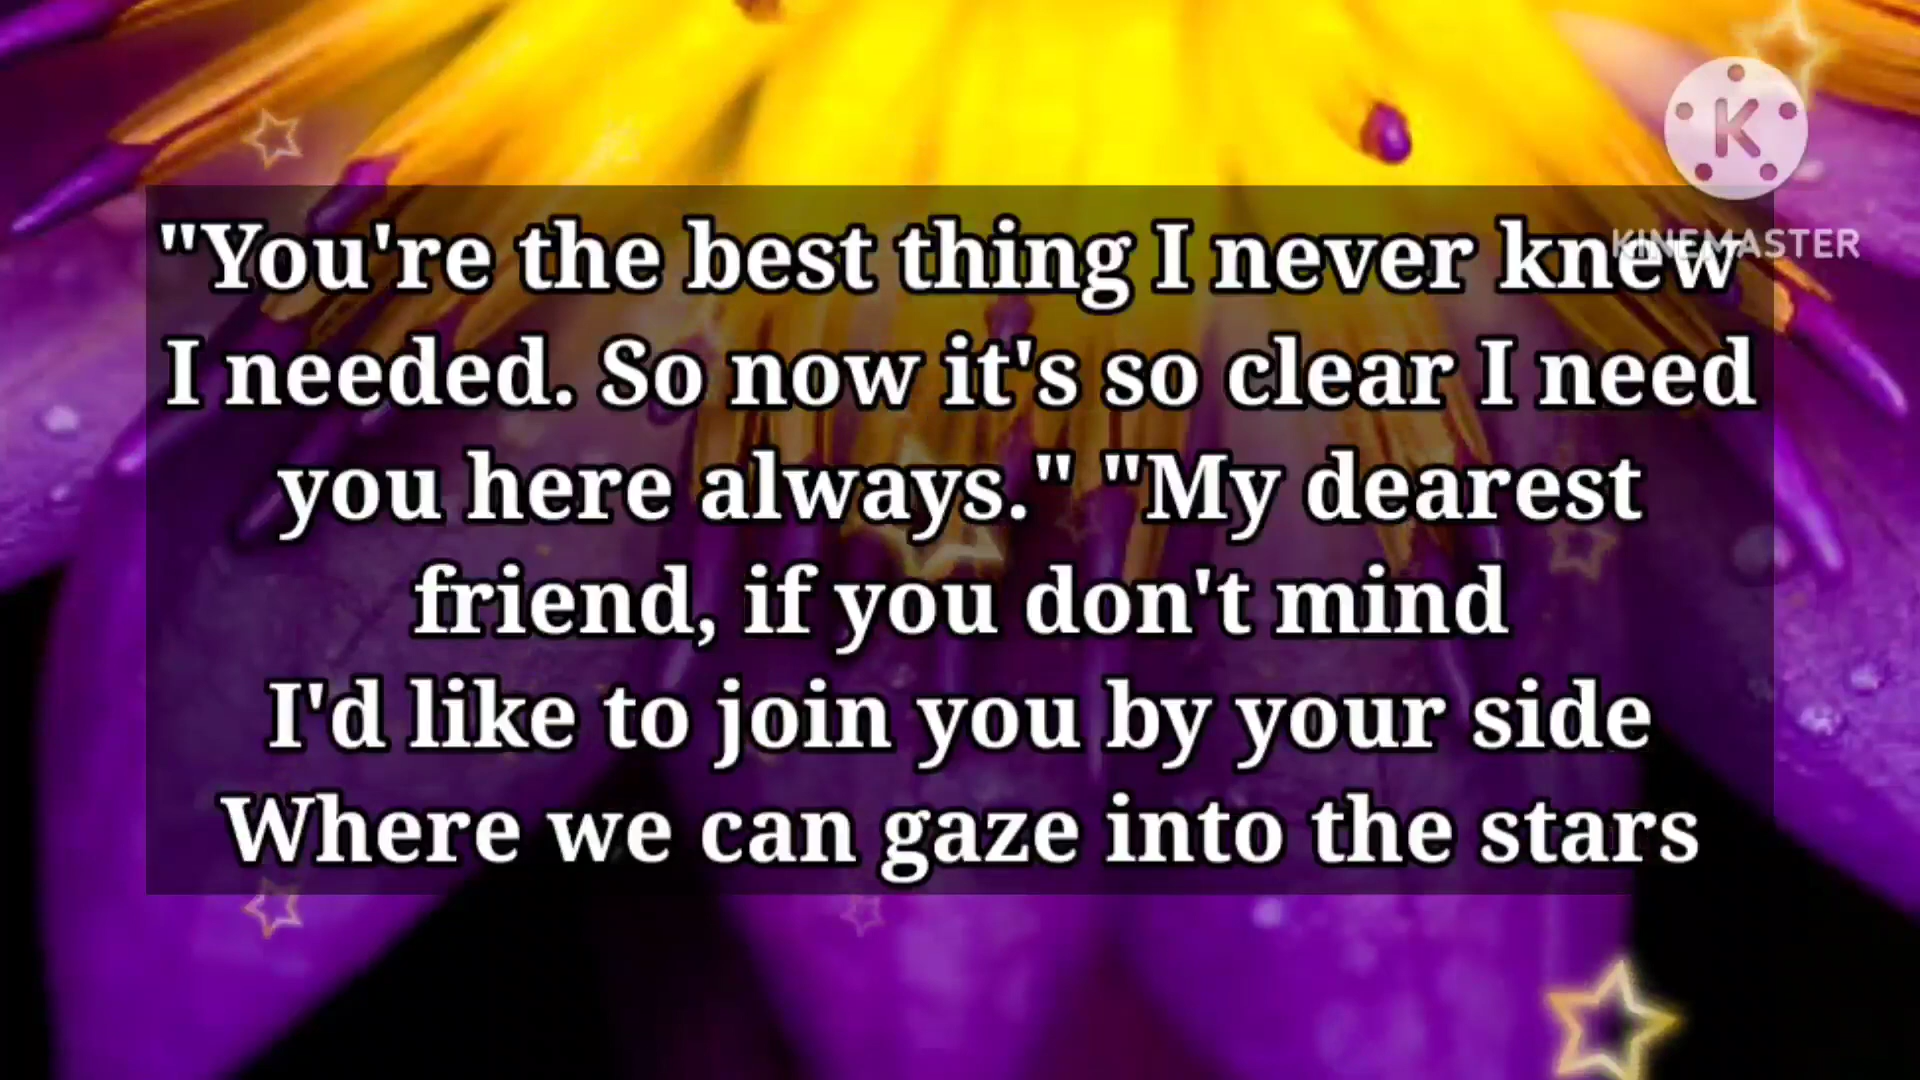 K
KINEMASTER
"You're the best thing I never knew
I needed. So now it's so clear I need
you here always." "My dearest
friend, if you don't mind
I'd like to join you by your side
Where we can gaze into the stars